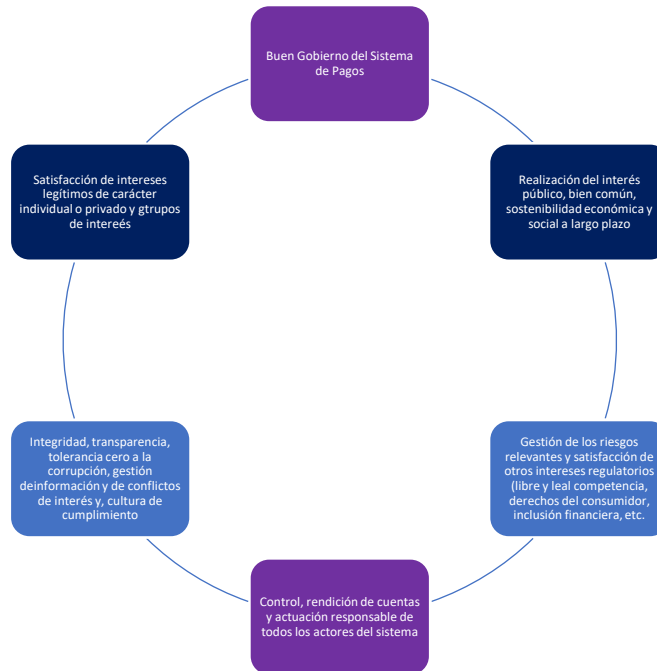 Buen Gobierno del Sistema
de Pagos
Realización del interés
público, bien común,
sostenibilidad económica y
social a largo plazo
Gestión de los riesgos
relevantes y satisfacción de
otros intereses regulatorios
(libre y leal competencia,
derechos del consumidor,
inclusión financiera, etc.
Control, rendición de cuentas
y actuación responsable de
todos los actores del sistema
Integridad, transparencia,
tolerancia cero a la
corrupción, gestión
deinformación y de conflictos
de interés y, cultura de
cumplimiento
Satisfacción de intereses
legítimos de carácter
individual o privado y gtrupos
de intereés